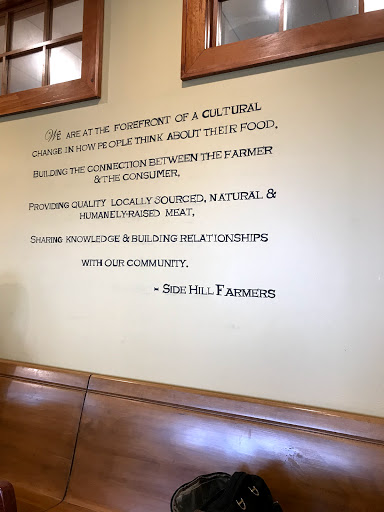 WE ARE AT THE FOREFRONT OF A CULTURAL
CHANGE IN HOW PEOPLE THINK ABOUT THEIR FOOD,
BUILDING THE CONNECTION BETWEEN THE FARMER
& THE CONSUMER,
PROVIDING QUALITY LOCALLY SOURCED, NATURAL &
HUMANELY-RAISED MEAT,
SHARING KNOWLEDGE & BUILDING RELATIONSHIPS
WITH OUR COMMUNITY.
- SIDE HILL FARMERS